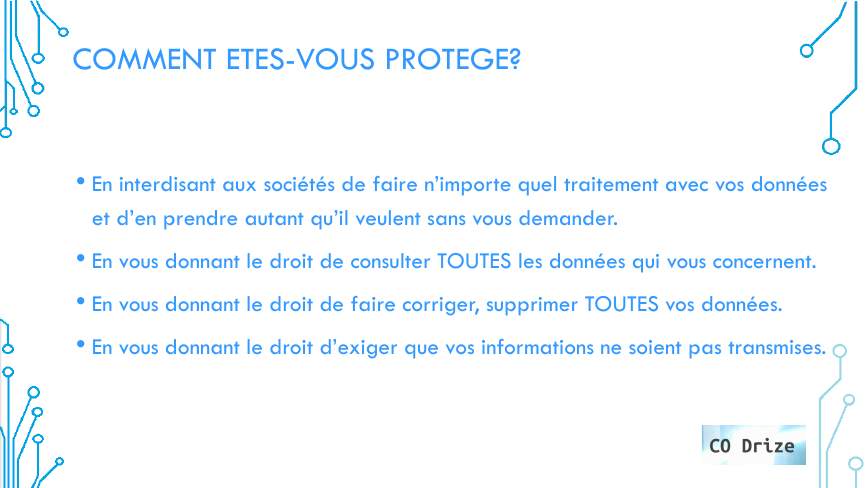 COMMENT ETES-VOUS PROTEGE?
• En interdisant aux sociétés de faire n’importe quel traitement avec vos données
et d’en prendre autant qu’il veulent sans vous demander.
• En vous donnant le droit de consulter TOUTES les données qui vous concernent.
• En vous donnant le droit de faire corriger, supprimer TOUTES vos données.
• En vous donnant le droit d’exiger que vos informations ne soient pas transmises.
CO Drize